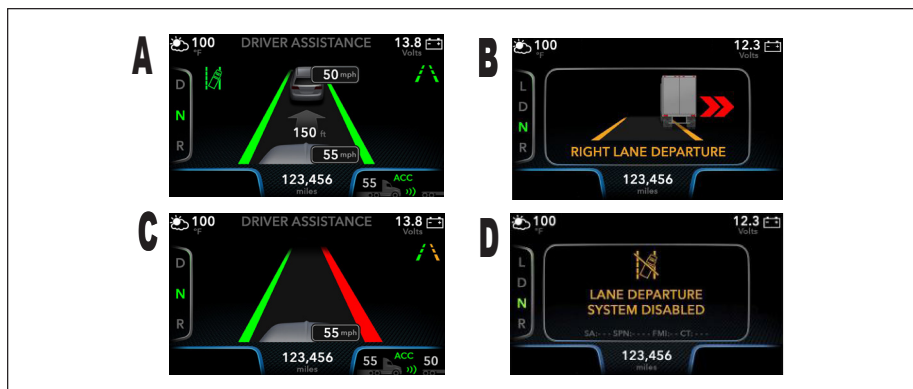 A
100
°F
DRIVER ASSISTANCE
13.8
Volts
D
N
R
50 mph
150 ft
55 mph
123,456
miles
55
ACC
B
100
°F
12.3
Volts
L
D
N
R
RIGHT LANE DEPARTURE
123,456
miles
C
100
°F
DRIVER ASSISTANCE
13.8
Volts
D
N
R
55 mph
123,456
miles
55
ACC
50
D
100
°F
12.3
Volts
L
D
N
R
LANE DEPARTURE
SYSTEM DISABLED
SA:- - - SPN:- - - - FMI:- - CT: - - -
123,456
miles